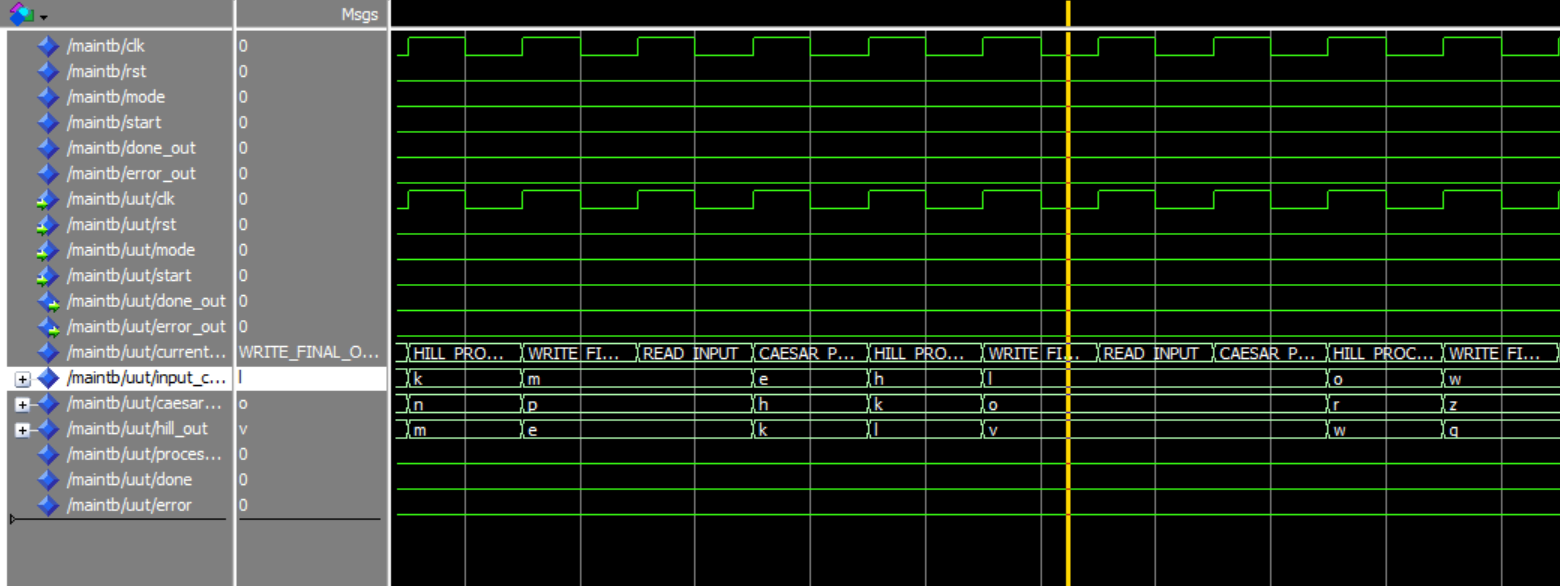 Msgs
/maintb/clk 0
/maintb/rst 0
/maintb/mode 0
/maintb/start 0
/maintb/done_out 0
/maintb/error_out 0
/maintb/uut/clk 0
/maintb/uut/rst 0
/maintb/uut/mode 0
/maintb/uut/start 0
/maintb/uut/done_out 0
/maintb/uut/error_out 0
/maintb/uut/current... WRITE_FINAL_O... HILL_PRO... WRITE_FI... READ_INPUT CAESAR_P... HILL_PRO... WRITE_FI... READ_INPUT CAESAR_P... HILL_PROC... WRITE_FI...
/maintb/uut/input_c... l k m e h l o w
/maintb/uut/caesar... o n p h k o r z
/maintb/uut/hill_out v m e k l v w q
/maintb/uut/proces... 0
/maintb/uut/done 0
/maintb/uut/error 0